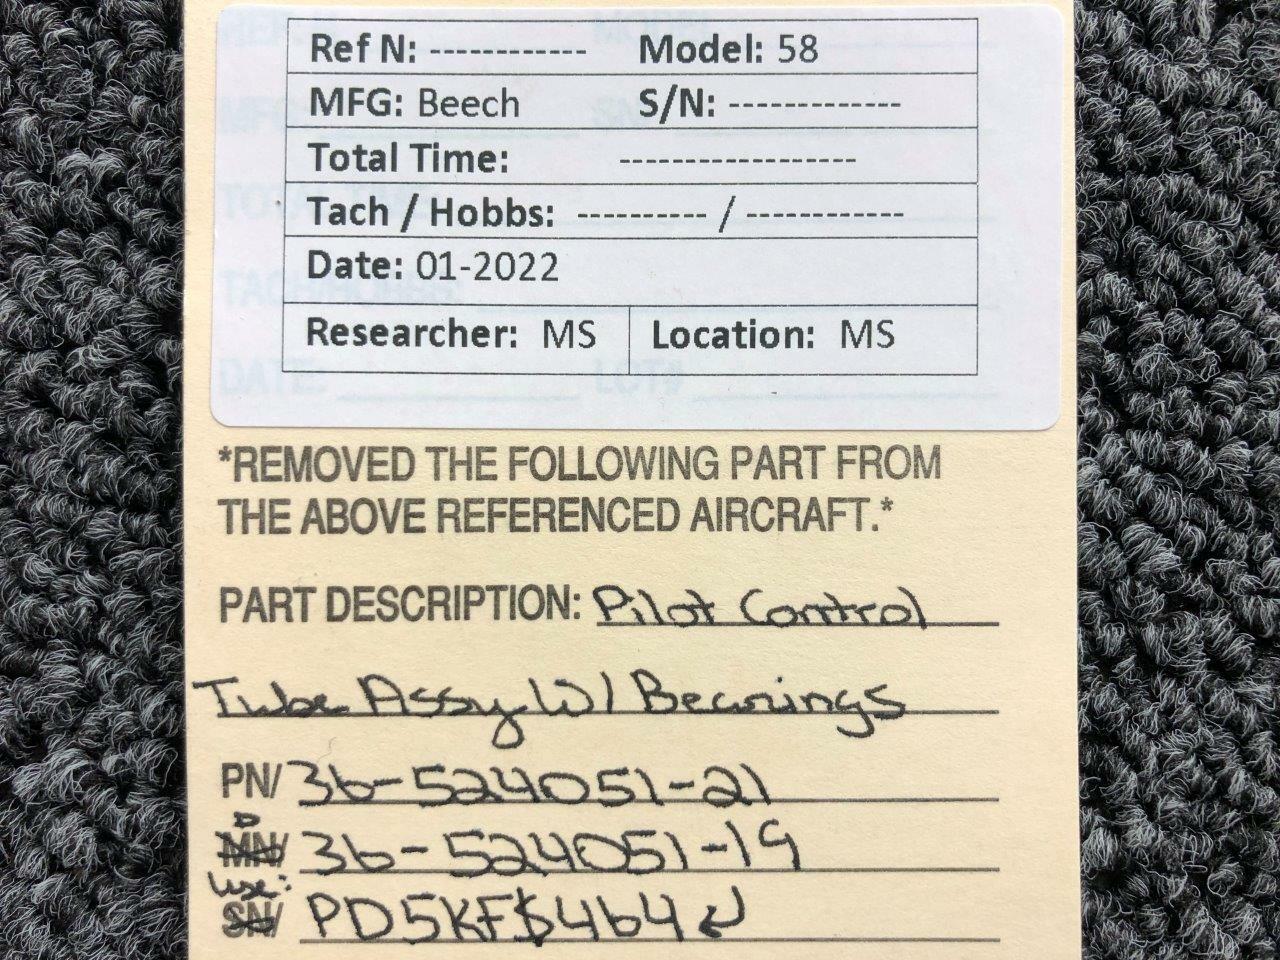 Ref N: ------------ Model: 58
MFG: Beech S/N: -------------
Total Time: -----------------
Tach / Hobbs: ---------- / ------------
Date: 01-2022
Researcher: MS Location: MS
*REMOVED THE FOLLOWING PART FROM
THE ABOVE REFERENCED AIRCRAFT.*
PART DESCRIPTION: Pilot Control
Tube Assy W/ Bearings
PN/ 36-524051-21
MN/ 36-524051-19
use:
SN/ PD5KF$464